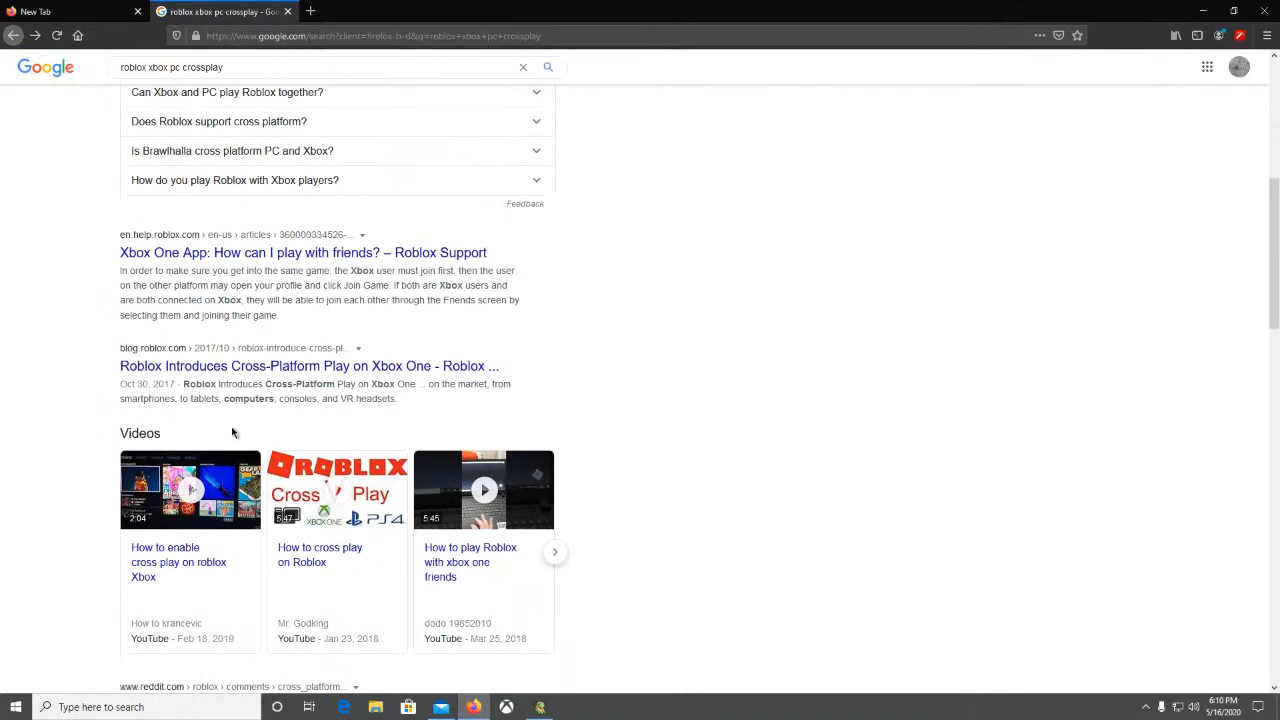 New Tab
roblox xbox pc crossplay - Goo
https://www.google.com/search?client=firefox-b-d&q=roblox+xbox+pc+crossplay
Google
roblox xbox pc crossplay
Can Xbox and PC play Roblox together?
Does Roblox support cross platform?
Is Brawlhalla cross platform PC and Xbox?
How do you play Roblox with Xbox players?
Feedback
en.help.roblox.com › en-us › articles › 360000334526-...
Xbox One App: How can I play with friends? – Roblox Support
In order to make sure you get into the same game, the Xbox user must join first, then the user
on the other platform may open your profile and click Join Game. If both are Xbox users and
are both connected on Xbox, they will be able to join each other through the Friends screen by
selecting them and joining their game.
blog.roblox.com › 2017/10 › roblox-introduce-cross-pl...
Roblox Introduces Cross-Platform Play on Xbox One - Roblox ...
Oct 30, 2017 - Roblox Introduces Cross-Platform Play on Xbox One ... on the market, from
smartphones, to tablets, computers, consoles, and VR headsets.
Videos
ROBLOX
Cross Play
XBOX ONE PS4
2:04
5:47
5:45
How to enable
cross play on roblox
Xbox
How to krancevic
YouTube - Feb 18, 2019
How to cross play
on Roblox
Mr. Godking
YouTube - Jan 23, 2018
How to play Roblox
with xbox one
friends
dodo 19852010
YouTube - Mar 25, 2018
www.reddit.com › roblox › comments › cross_platform...
Type here to search
6:10 PM
5/16/2020